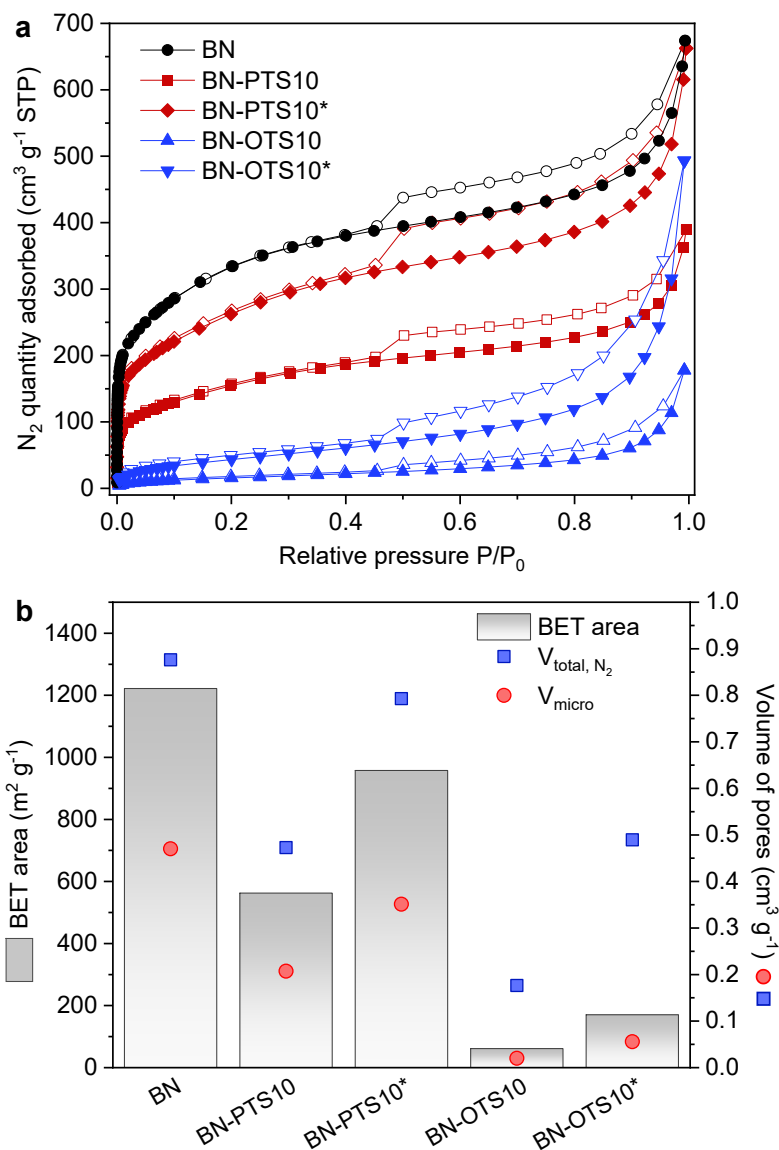 a
700
600
500
400
300
200
100
0
N₂ quantity adsorbed (cm³ g⁻¹ STP)
BN
BN-PTS10
BN-PTS10*
BN-OTS10
BN-OTS10*
0.0 0.2 0.4 0.6 0.8 1.0
Relative pressure P/P₀
b
1400
1200
1000
800
600
400
200
0
BET area (m² g⁻¹)
BET area
V total, N₂
V micro
1.0
0.9
0.8
0.7
0.6
0.5
0.4
0.3
0.2
0.1
0.0
Volume of pores (cm³ g⁻¹)
BN
BN-PTS10
BN-PTS10*
BN-OTS10
BN-OTS10*